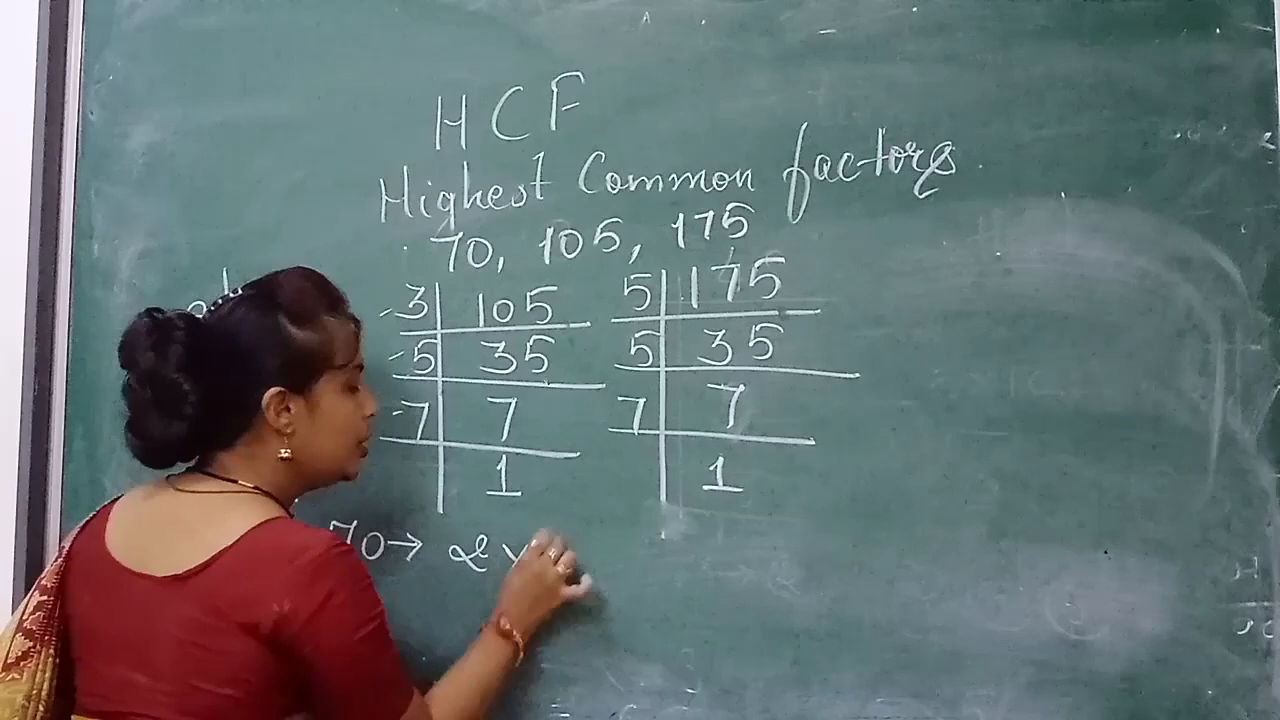 HCF
Highest Common factors
70, 105, 175
3 105 5 175
5 35 5 35
7 7 7 7
1 1
70 → 2 ×